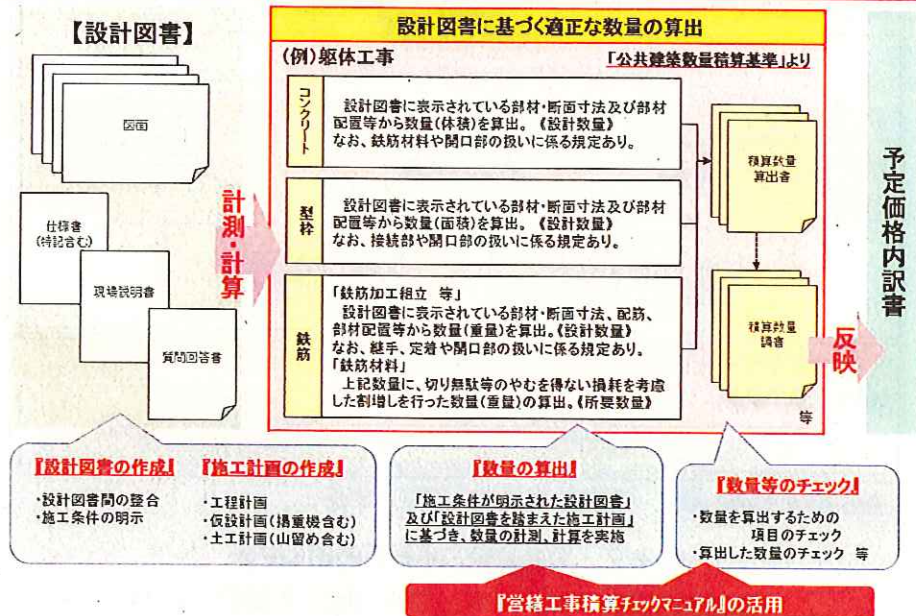 【設計図書】
図面
仕様書
(特記含む)
現場説明書
質問回答書
計測・計算
設計図書に基づく適正な数量の算出
(例)躯体工事
「公共建築数量積算基準」より
コンクリート
設計図書に表示されている部材・断面寸法及び部材
配置等から数量(体積)を算出。《設計数量》
なお、鉄筋材料や開口部の扱いに係る規定あり。
型枠
設計図書に表示されている部材・断面寸法及び部材
配置等から数量(面積)を算出。《設計数量》
なお、接続部や開口部の扱いに係る規定あり。
鉄筋
「鉄筋加工組立 等」
設計図書に表示されている部材・断面寸法、配筋、
部材配置等から数量(重量)を算出。《設計数量》
なお、継手、定着や開口部の扱いに係る規定あり。
「鉄筋材料」
上記数量に、切り無駄等のやむを得ない損耗を考慮
した割増しを行った数量(重量)の算出。《所要数量》
積算数量
算出書
積算数量
調書
等
反映
予定価格内訳書
『設計図書の作成』
・設計図書間の整合
・施工条件の明示
『施工計画の作成』
・工程計画
・仮設計画(揚重機含む)
・土工計画(山留め含む)
『数量の算出』
「施工条件が明示された設計図書」
及び「設計図書を踏まえた施工計画」
に基づき、数量の計測、計算を実施
『数量等のチェック』
・数量を算出するための
項目のチェック
・算出した数量のチェック 等
『営繕工事積算チェックマニュアル』の活用